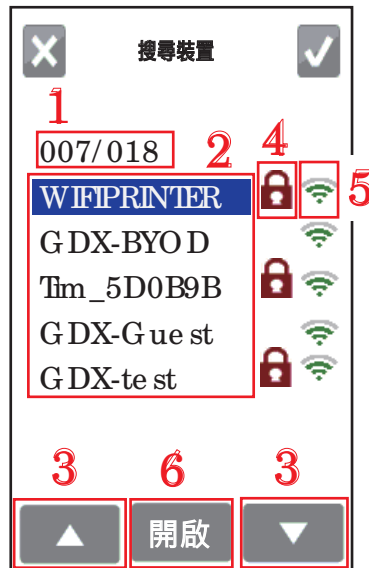 搜尋裝置
1
007/018
2
4
WIFIPRINTER
5
GDX-BYOD
Tim_5D0B9B
GDX-Guest
GDX-test
3
6
3
開啟